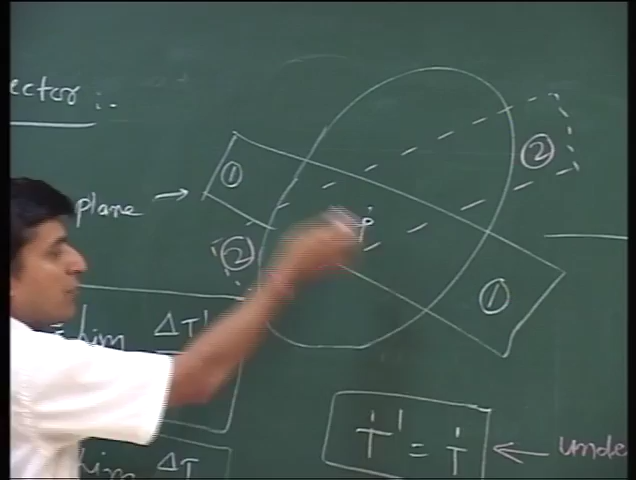 ector :-
①
②
plane →
P
②
①
lim ΔT'
T' = T ← unde
lim ΔT